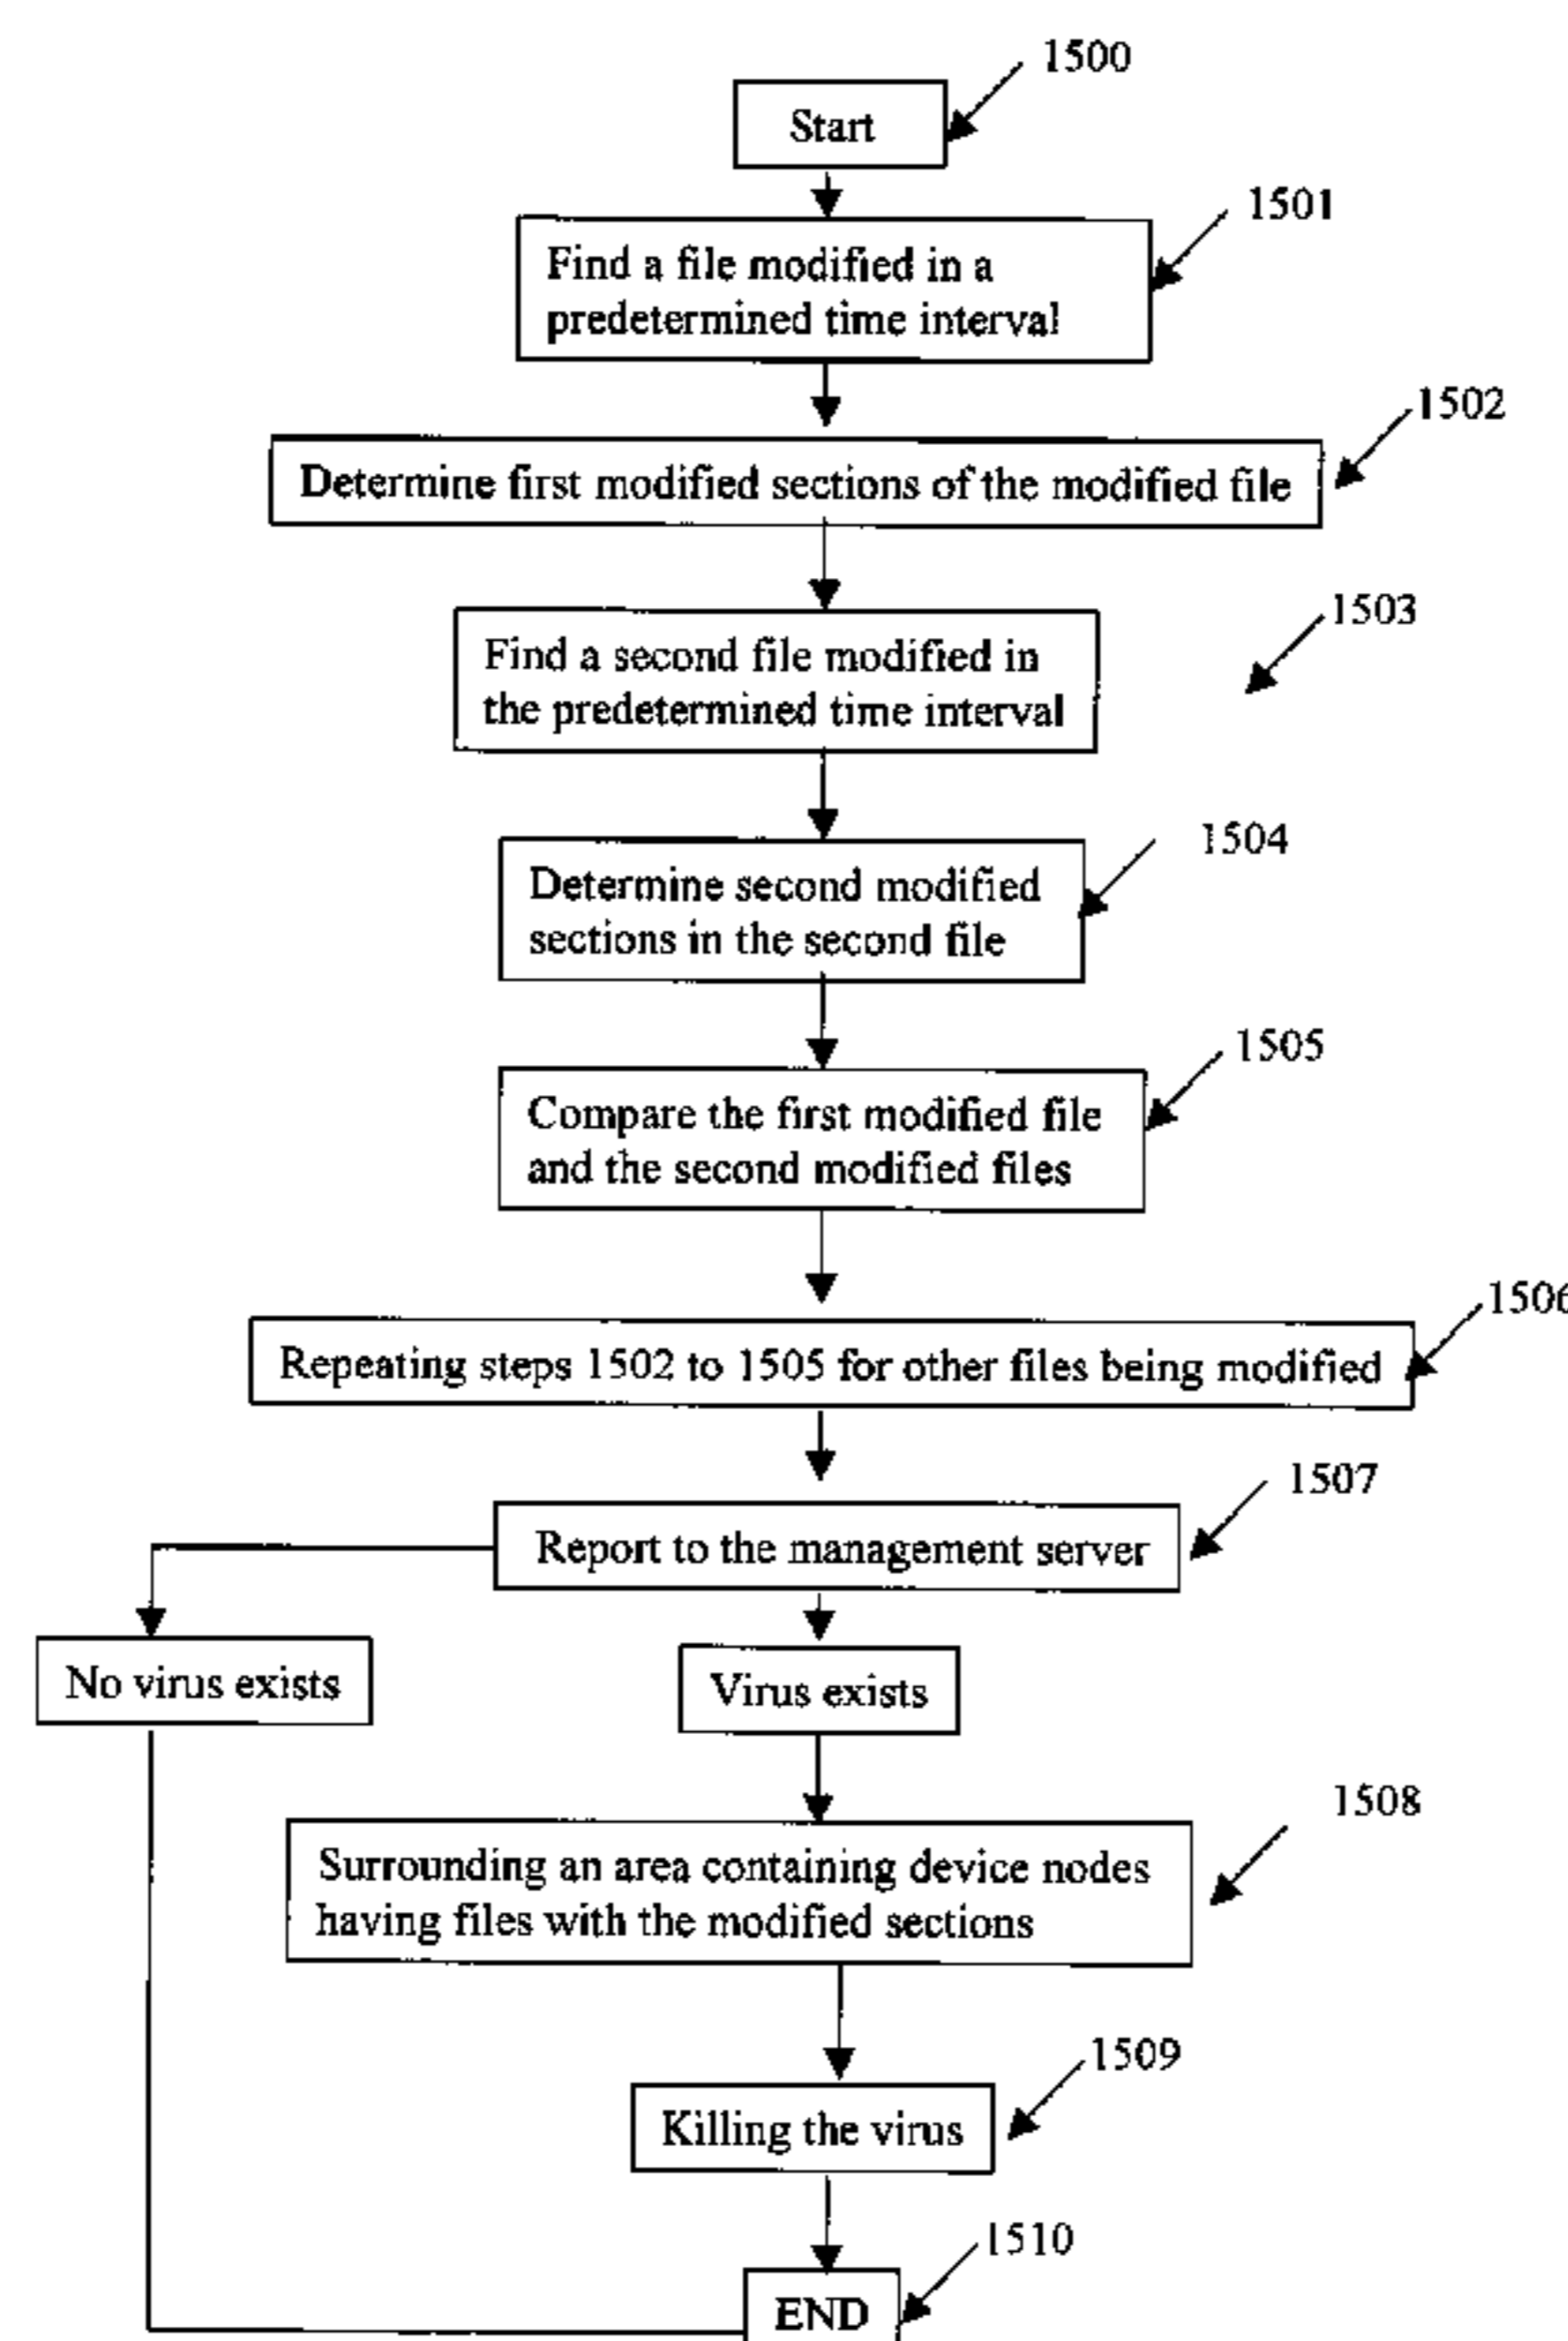 1500
Start
1501
Find a file modified in a
predetermined time interval
1502
Determine first modified sections of the modified file
1503
Find a second file modified in
the predetermined time interval
1504
Determine second modified
sections in the second file
1505
Compare the first modified file
and the second modified files
1506
Repeating steps 1502 to 1505 for other files being modified
1507
Report to the management server
No virus exists
Virus exists
1508
Surrounding an area containing device nodes
having files with the modified sections
1509
Killing the virus
1510
END